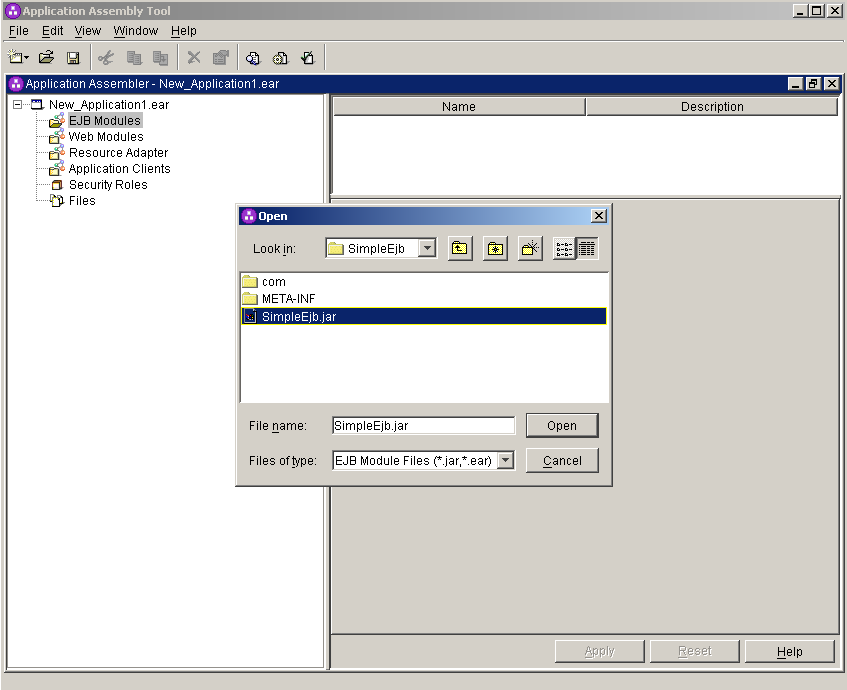 Application Assembly Tool
File Edit View Window Help
Application Assembler - New_Application1.ear
New_Application1.ear
EJB Modules
Web Modules
Resource Adapter
Application Clients
Security Roles
Files
Name Description
Open
Look in: SimpleEjb
com
META-INF
SimpleEjb.jar
File name: SimpleEjb.jar Open
Files of type: EJB Module Files (*.jar,*.ear) Cancel
Apply Reset Help